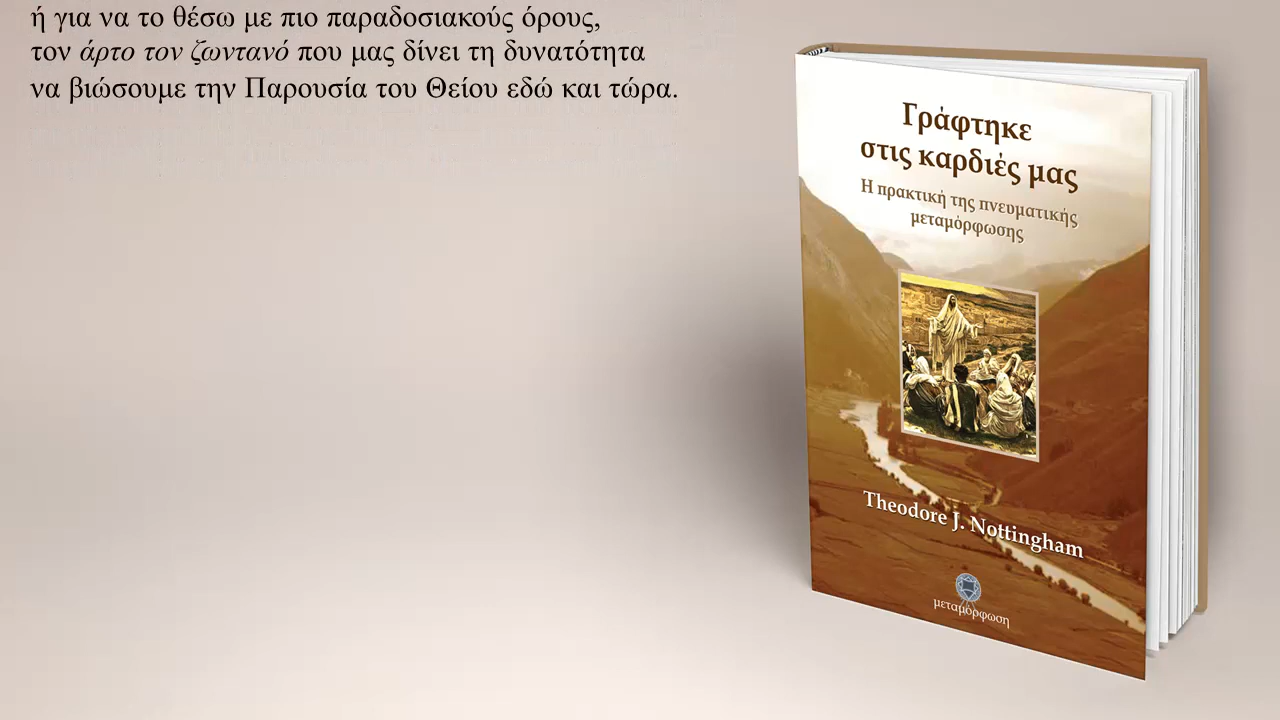 ή για να το θέσω με πιο παραδοσιακούς όρους,
τον άρτο τον ζωντανό που μας δίνει τη δυνατότητα
να βιώσουμε την Παρουσία του Θείου εδώ και τώρα.
Γράφτηκε
στις καρδιές μας
Η πρακτική της πνευματικής
μεταμόρφωσης
Theodore J. Nottingham
μεταμόρφωση